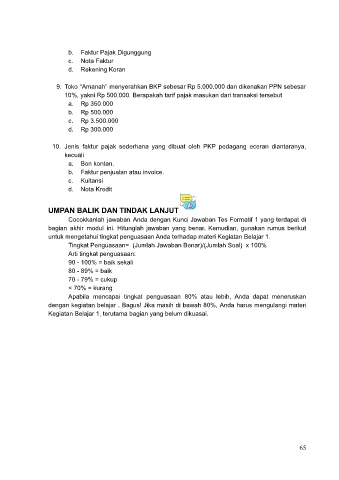 b. Faktur Pajak Digunggung
c. Nota Faktur
d. Rekening Koran
9. Toko “Amanah” menyerahkan BKP sebesar Rp 5.000.000 dan dikenakan PPN sebesar
10%, yakni Rp 500.000. Berapakah tarif pajak masukan dari transaksi tersebut
a. Rp 350.000
b. Rp 500.000
c. Rp 3.500.000
d. Rp 300.000
10. Jenis faktur pajak sederhana yang dibuat oleh PKP pedagang eceran diantaranya,
kecuali
a. Bon kontan.
b. Faktur penjualan atau invoice.
c. Kuitansi
d. Nota Kredit
UMPAN BALIK DAN TINDAK LANJUT
Cocokkanlah jawaban Anda dengan Kunci Jawaban Tes Formatif 1 yang terdapat di
bagian akhir modul ini. Hitunglah jawaban yang benar. Kemudian, gunakan rumus berikut
untuk mengetahui tingkat penguasaan Anda terhadap materi Kegiatan Belajar 1.
Tingkat Penguasaan= (Jumlah Jawaban Benar)/(Jumlah Soal) x 100%
Arti tingkat penguasaan:
90 - 100% = baik sekali
80 - 89% = baik
70 - 79% = cukup
< 70% = kurang
Apabila mencapai tingkat penguasaan 80% atau lebih, Anda dapat meneruskan
dengan kegiatan belajar . Bagus! Jika masih di bawah 80%, Anda harus mengulangi materi
Kegiatan Belajar 1, terutama bagian yang belum dikuasai.
65